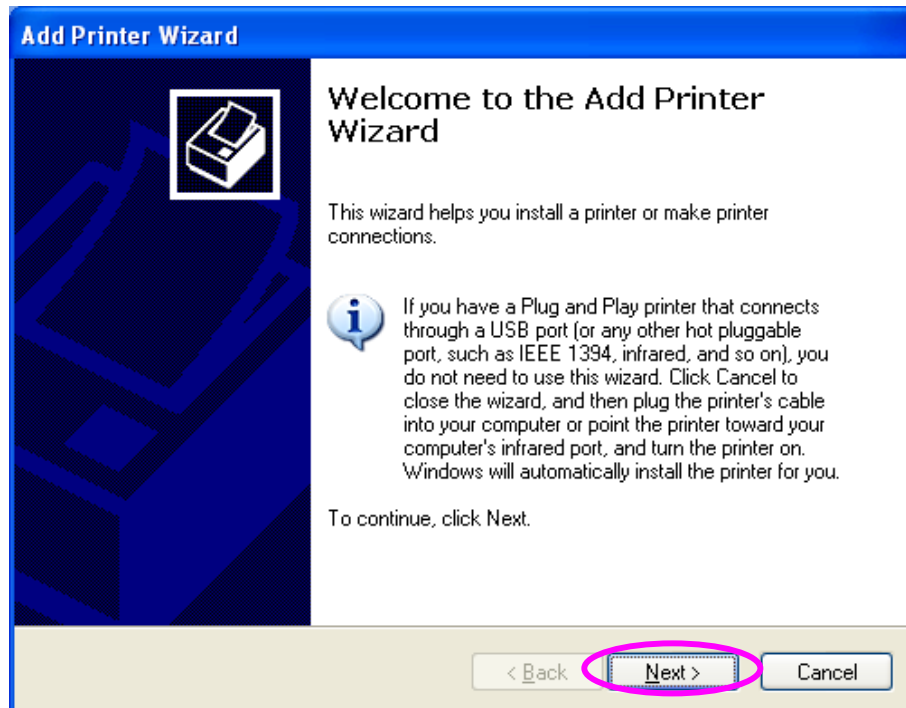 Add Printer Wizard
Welcome to the Add Printer
Wizard
This wizard helps you install a printer or make printer
connections.
If you have a Plug and Play printer that connects
through a USB port (or any other hot pluggable
port, such as IEEE 1394, infrared, and so on), you
do not need to use this wizard. Click Cancel to
close the wizard, and then plug the printer's cable
into your computer or point the printer toward your
computer's infrared port, and turn the printer on.
Windows will automatically install the printer for you.
To continue, click Next.
< Back Next > Cancel